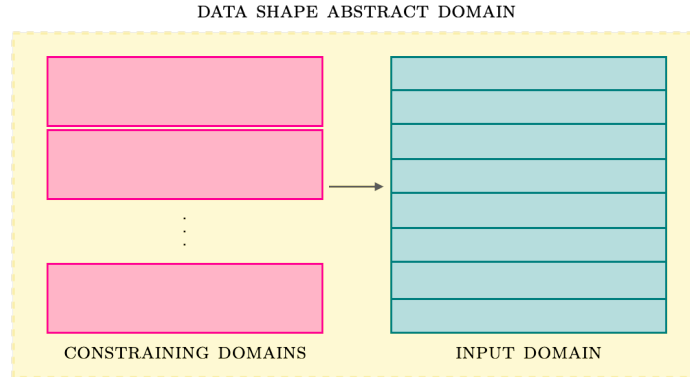 DATA SHAPE ABSTRACT DOMAIN
CONSTRAINING DOMAINS
INPUT DOMAIN